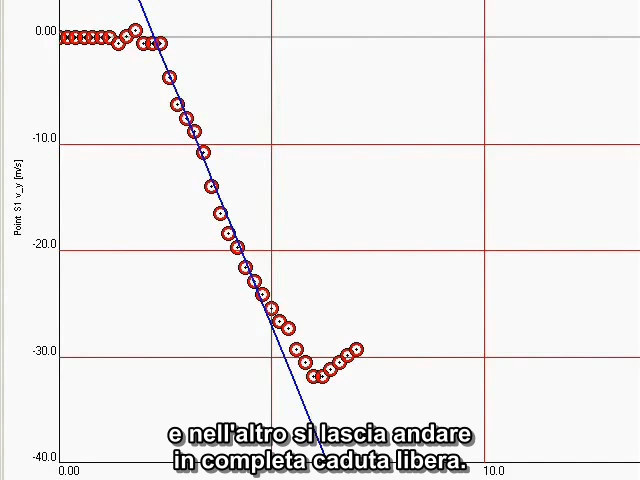 0.00
-10.0
-20.0
-30.0
-40.0
Point S1 v_y [m/s]
0.00
10.0
e nell'altro si lascia andare
in completa caduta libera.